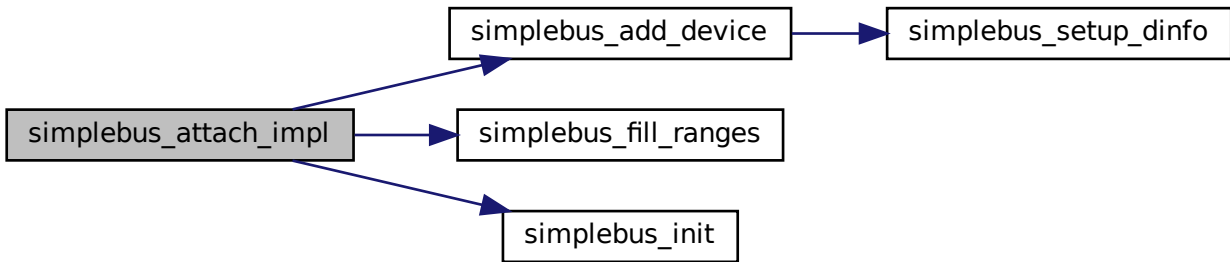 simplebus_attach_impl
simplebus_add_device
simplebus_setup_dinfo
simplebus_fill_ranges
simplebus_init